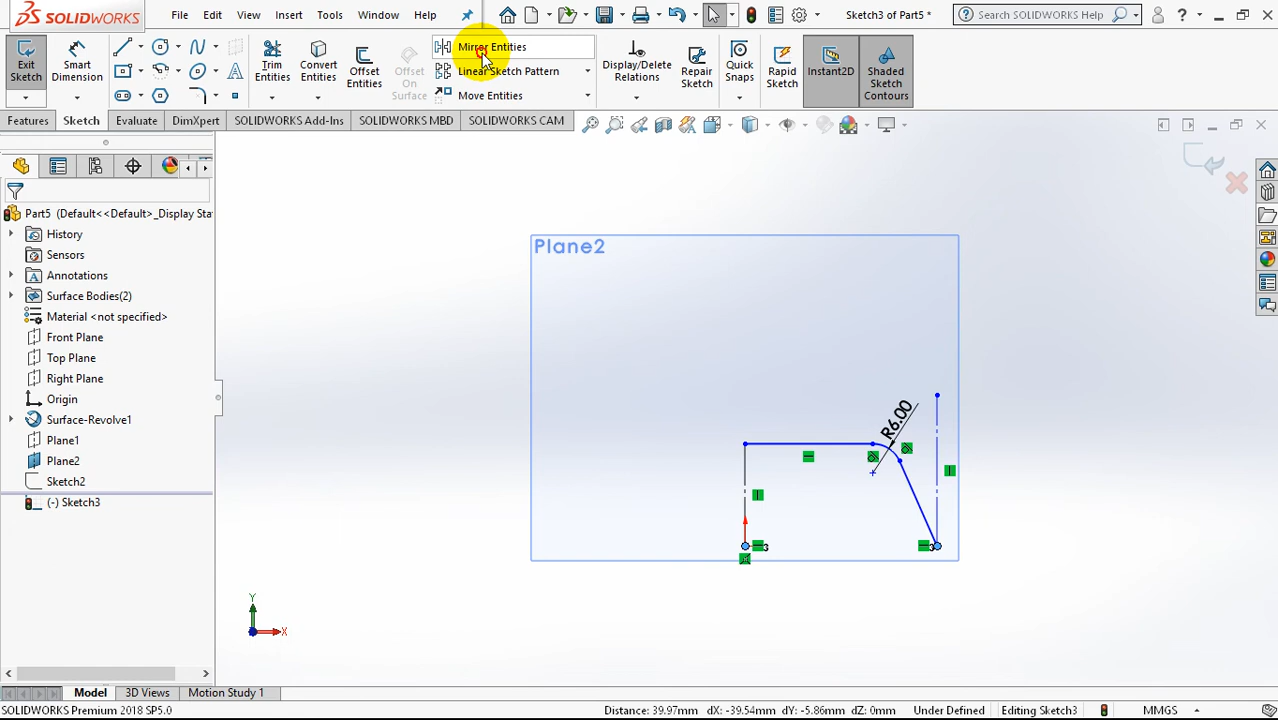 SOLIDWORKS File Edit View Insert Tools Window Help Sketch3 of Part5 * Search SOLIDWORKS Help ?
Exit Sketch
Smart Dimension
Trim Entities
Convert Entities
Offset Entities
Offset On Surface
Mirror Entities
Linear Sketch Pattern
Move Entities
Display/Delete Relations
Repair Sketch
Quick Snaps
Rapid Sketch
Instant2D
Shaded Sketch Contours
Features Sketch Evaluate DimXpert SOLIDWORKS Add-Ins SOLIDWORKS MBD SOLIDWORKS CAM
Part5 (Default<<Default>_Display Sta
History
Sensors
Annotations
Surface Bodies(2)
Material <not specified>
Front Plane
Top Plane
Right Plane
Origin
Surface-Revolve1
Plane1
Plane2
Sketch2
(-) Sketch3
Plane2
R6.00
3
3
Y
X
Model 3D Views Motion Study 1
SOLIDWORKS Premium 2018 SP5.0 Distance: 39.97mm dX: -39.54mm dY: -5.86mm dZ: 0mm Under Defined Editing Sketch3 MMGS